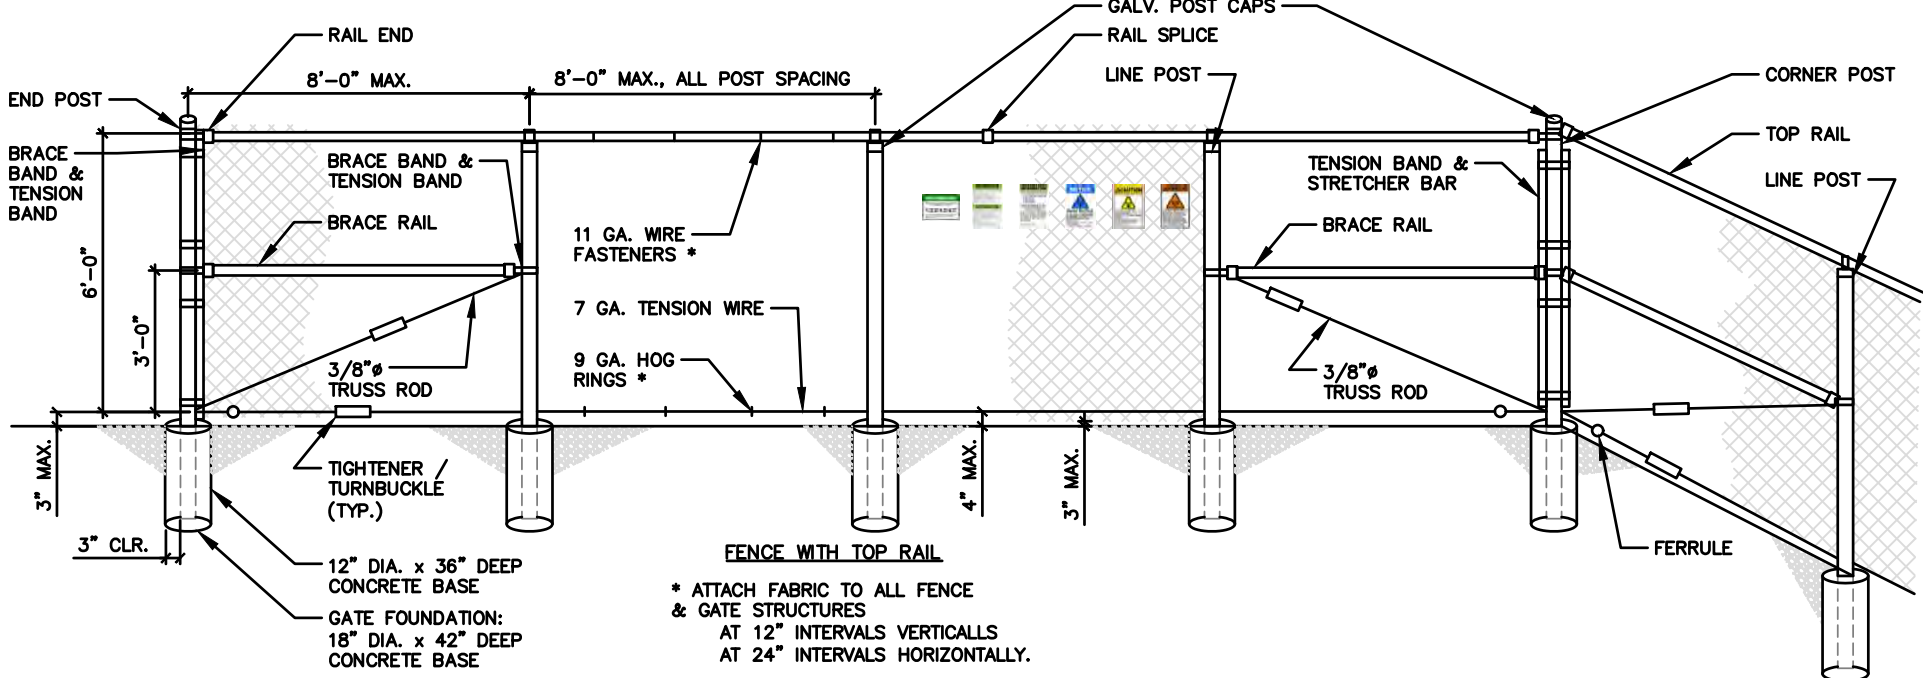 GALV. POST CAPS
RAIL END
RAIL SPLICE
8'-0" MAX.
8'-0" MAX., ALL POST SPACING
LINE POST
CORNER POST
END POST
TOP RAIL
BRACE
BAND &
TENSION
BAND
BRACE BAND &
TENSION BAND
TENSION BAND &
STRETCHER BAR
LINE POST
BRACE RAIL
11 GA. WIRE
FASTENERS *
NOTICE
CAUTION
BRACE RAIL
6'-0"
3'-0"
7 GA. TENSION WIRE
3/8"ø
TRUSS ROD
9 GA. HOG
RINGS *
3/8"ø
TRUSS ROD
3" MAX.
TIGHTENER /
TURNBUCKLE
(TYP.)
4" MAX.
3" MAX.
3" CLR.
FENCE WITH TOP RAIL
FERRULE
12" DIA. x 36" DEEP
CONCRETE BASE
GATE FOUNDATION:
18" DIA. x 42" DEEP
CONCRETE BASE
* ATTACH FABRIC TO ALL FENCE
& GATE STRUCTURES
AT 12" INTERVALS VERTICALLS
AT 24" INTERVALS HORIZONTALLY.